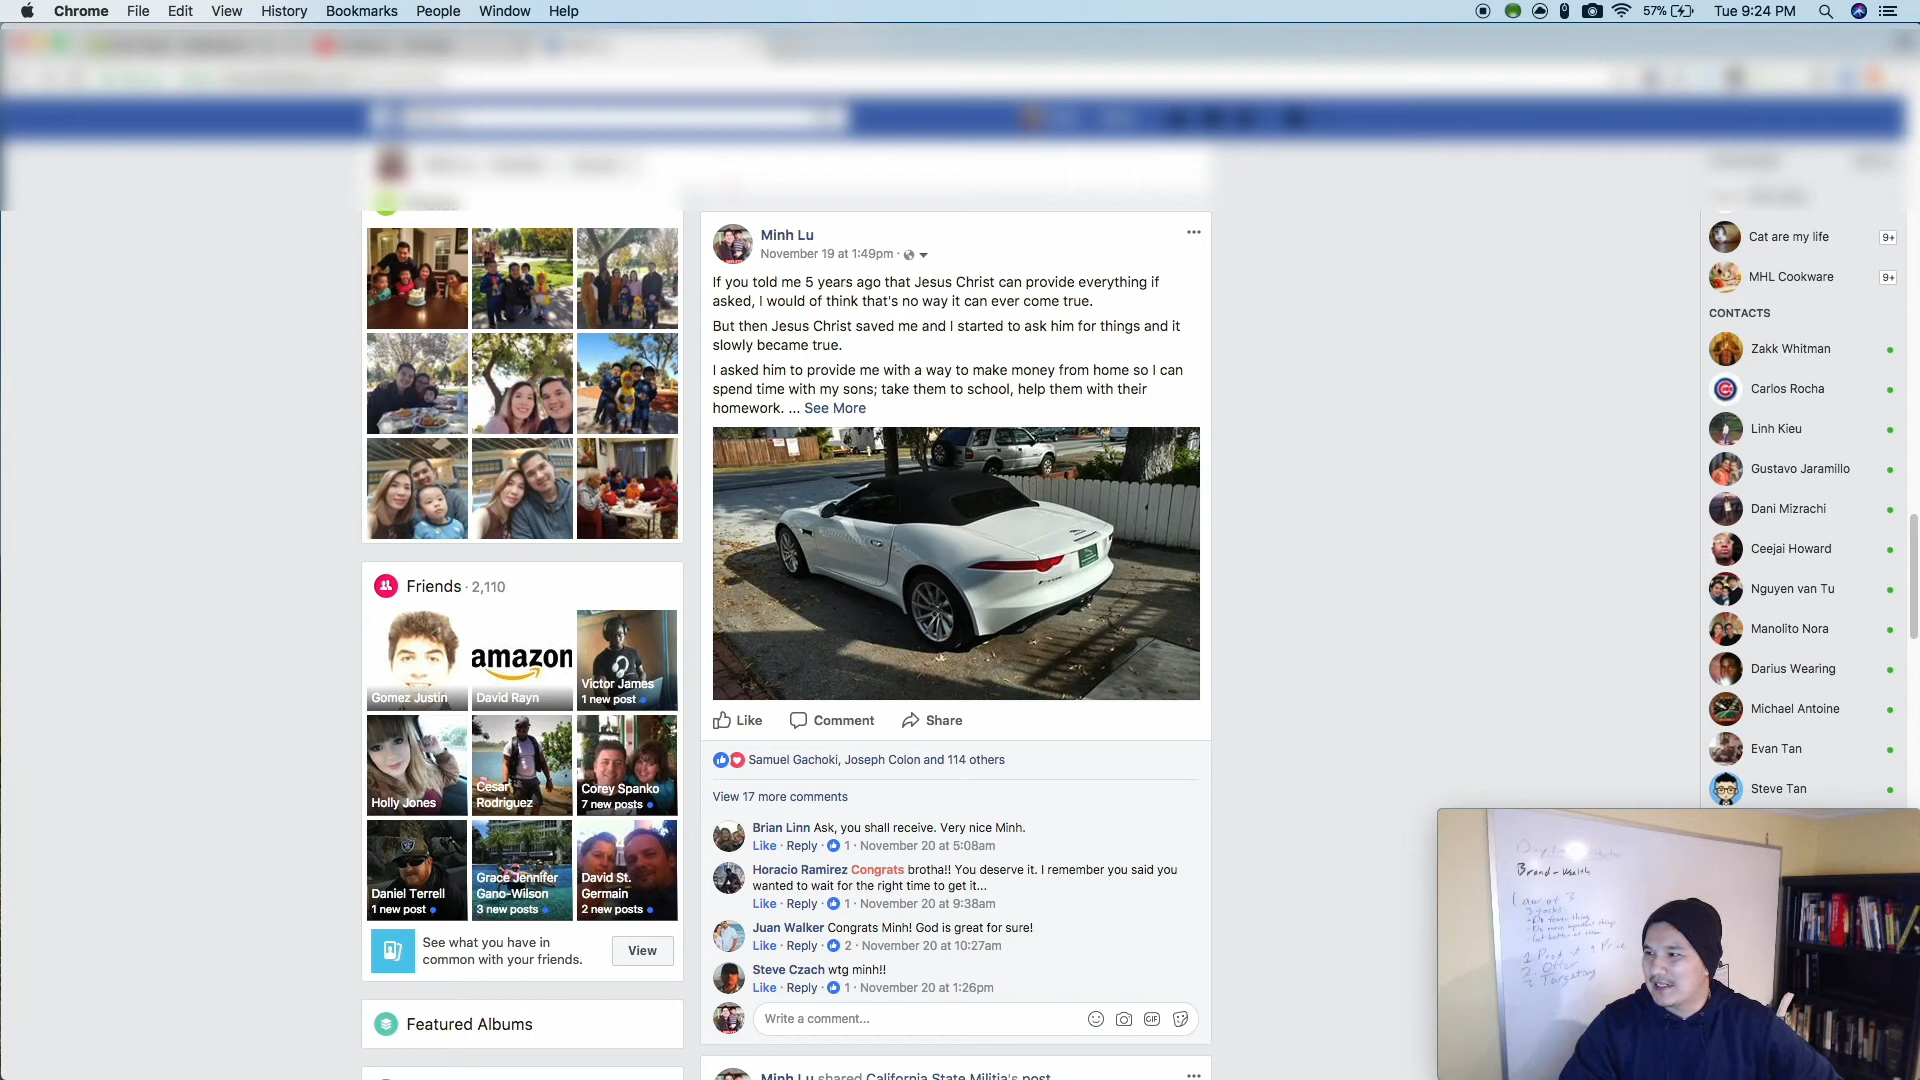 Chrome File Edit View History Bookmarks People Window Help
57% Tue 9:24 PM
Minh Lu
November 19 at 1:49pm ·
If you told me 5 years ago that Jesus Christ can provide everything if
asked, I would of think that's no way it can ever come true.
But then Jesus Christ saved me and I started to ask him for things and it
slowly became true.
I asked him to provide me with a way to make money from home so I can
spend time with my sons; take them to school, help them with their
homework. ... See More
Like Comment Share
Samuel Gachoki, Joseph Colon and 114 others
View 17 more comments
Brian Linn Ask, you shall receive. Very nice Minh.
Like · Reply · 1 · November 20 at 5:08am
Horacio Ramirez Congrats brotha!! You deserve it. I remember you said you
wanted to wait for the right time to get it...
Like · Reply · 1 · November 20 at 9:38am
Juan Walker Congrats Minh! God is great for sure!
Like · Reply · 2 · November 20 at 10:27am
Steve Czach wtg minh!!
Like · Reply · 1 · November 20 at 1:26pm
Write a comment...
GIF
Minh Lu shared California State Militia's post
Friends · 2,110
Gomez Justin
amazon
David Rayn
Victor James
1 new post
Holly Jones
Cesar
Rodriguez
Corey Spanko
7 new posts
Daniel Terrell
1 new post
Grace Jennifer
Gano-Wilson
3 new posts
David St.
Germain
2 new posts
See what you have in
common with your friends.
View
Featured Albums
Cat are my life 9+
MHL Cookware 9+
CONTACTS
Zakk Whitman
Carlos Rocha
Linh Kieu
Gustavo Jaramillo
Dani Mizrachi
Ceejai Howard
Nguyen van Tu
Manolito Nora
Darius Wearing
Michael Antoine
Evan Tan
Steve Tan
Law of 3
3 tasks
2. Offer
3 Targeting